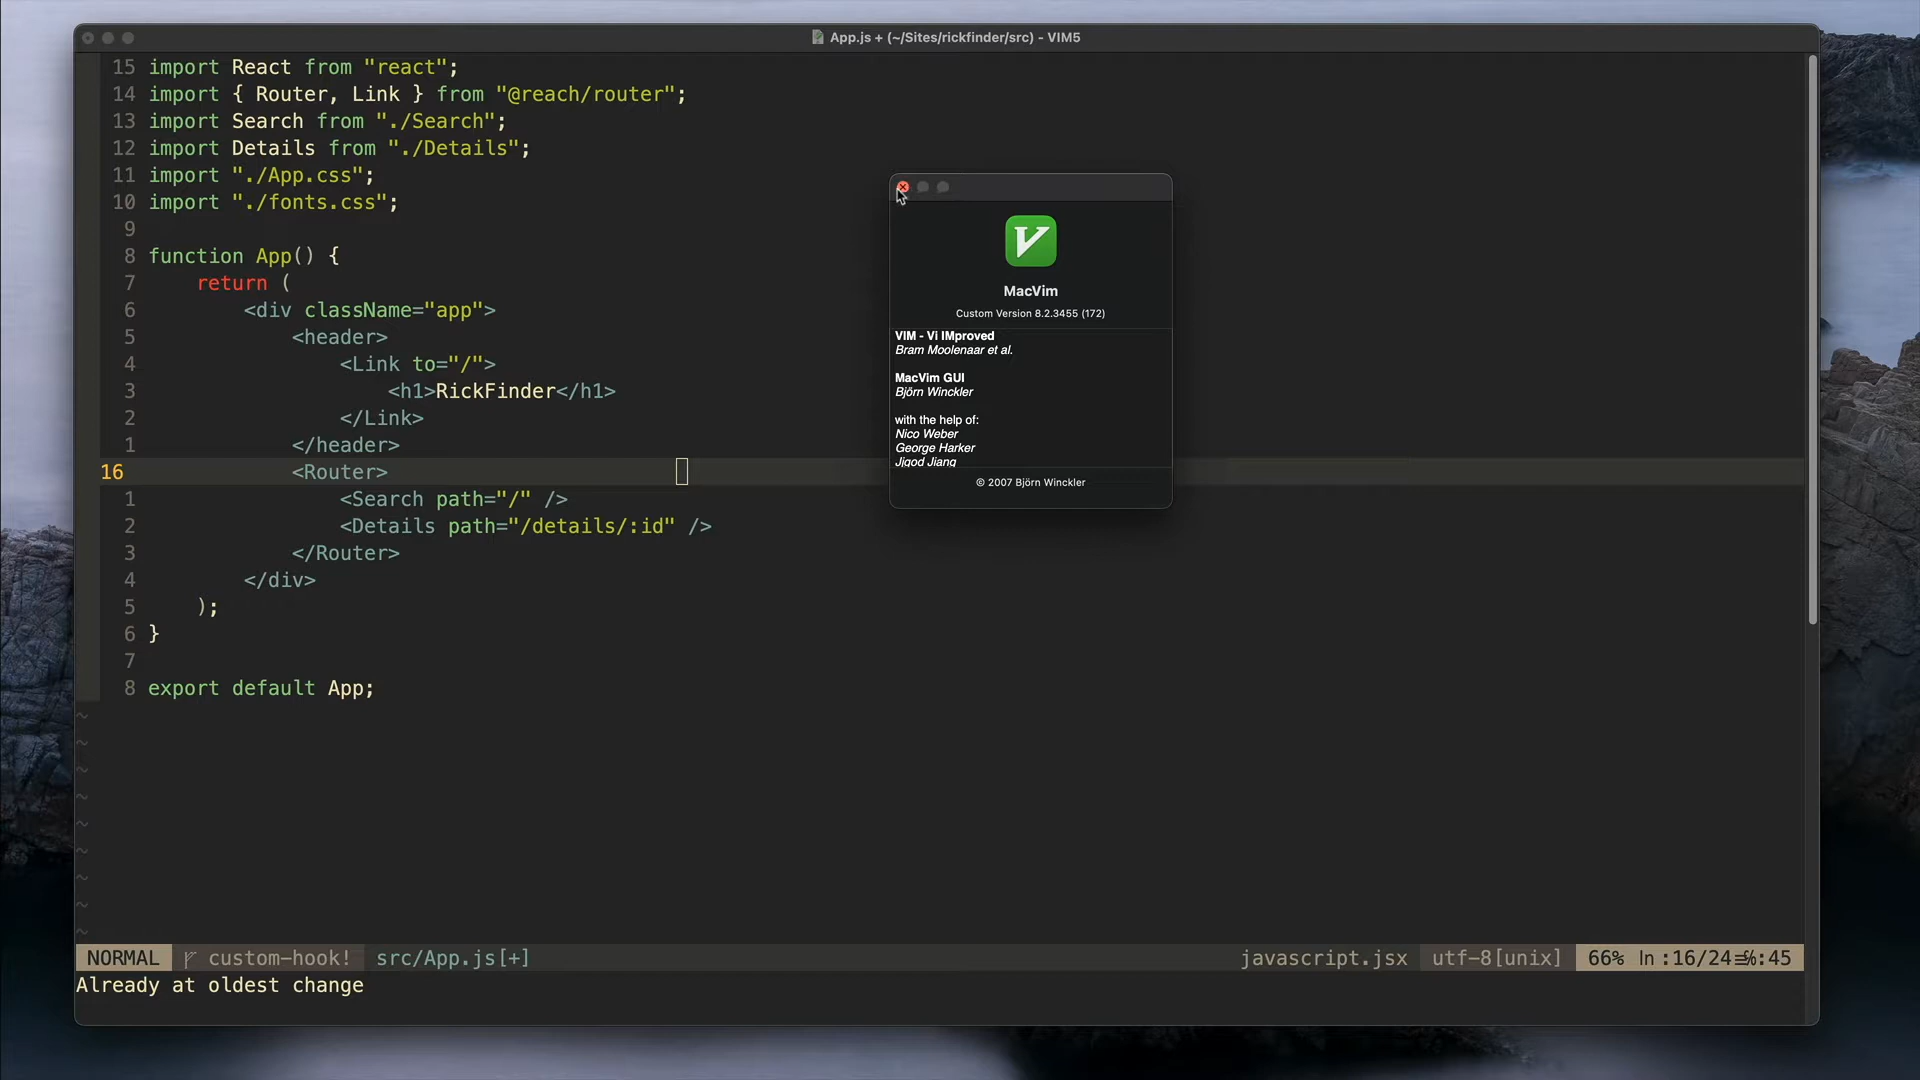 App.js + (~/Sites/rickfinder/src) - VIM5
15 import React from "react";
14 import { Router, Link } from "@reach/router";
13 import Search from "./Search";
12 import Details from "./Details";
11 import "./App.css";
10 import "./fonts.css";
9
8 function App() {
7 return (
6 <div className="app">
5 <header>
4 <Link to="/">
3 <h1>RickFinder</h1>
2 </Link>
1 </header>
16 <Router>
1 <Search path="/" />
2 <Details path="/details/:id" />
3 </Router>
4 </div>
5 );
6 }
7
8 export default App;
~
~
~
~
~
~
~
~
~
MacVim
Custom Version 8.2.3455 (172)
VIM - Vi IMproved
Bram Moolenaar et al.
MacVim GUI
Björn Winckler
with the help of:
Nico Weber
George Harker
Jigod Jiang
© 2007 Björn Winckler
NORMAL custom-hook! src/App.js[+] javascript.jsx utf-8[unix] 66% ln :16/24≡℅:45
Already at oldest change